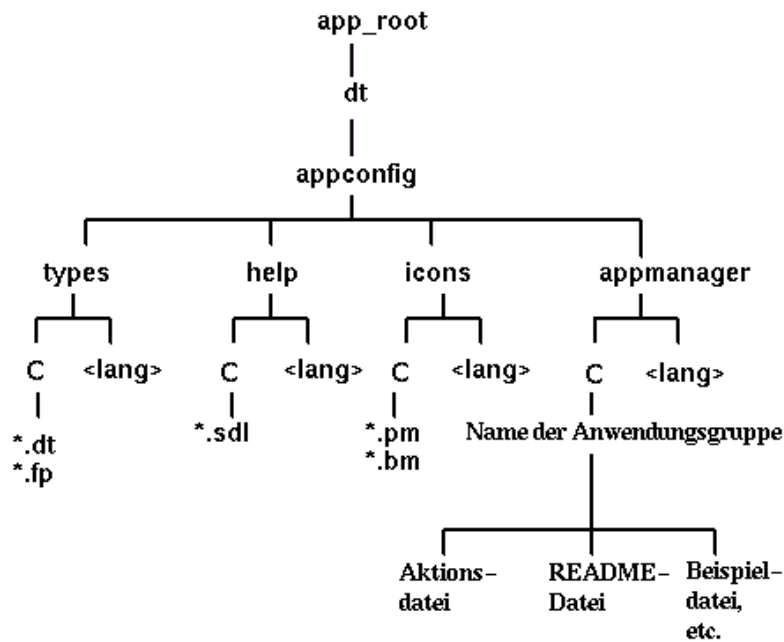 app_root
dt
appconfig
types help icons appmanager
C <lang> C <lang> C <lang> C <lang>
*.dt
*.fp
*.sdl
*.pm
*.bm
Name der Anwendungsgruppe
Aktions-
datei
README-
Datei
Beispiel-
datei,
etc.